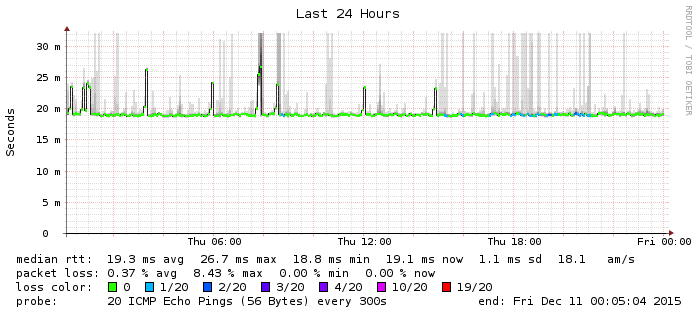 Last 24 Hours
RRDTOOL / TOBI OETIKER
Seconds
30 m
25 m
20 m
15 m
10 m
5 m
0
Thu 06:00 Thu 12:00 Thu 18:00 Fri 00:00
median rtt: 19.3 ms avg 26.7 ms max 18.8 ms min 19.1 ms now 1.1 ms sd 18.1 am/s
packet loss: 0.37 % avg 8.43 % max 0.00 % min 0.00 % now
loss color: 0 1/20 2/20 3/20 4/20 10/20 19/20
probe: 20 ICMP Echo Pings (56 Bytes) every 300s end: Fri Dec 11 00:05:04 2015